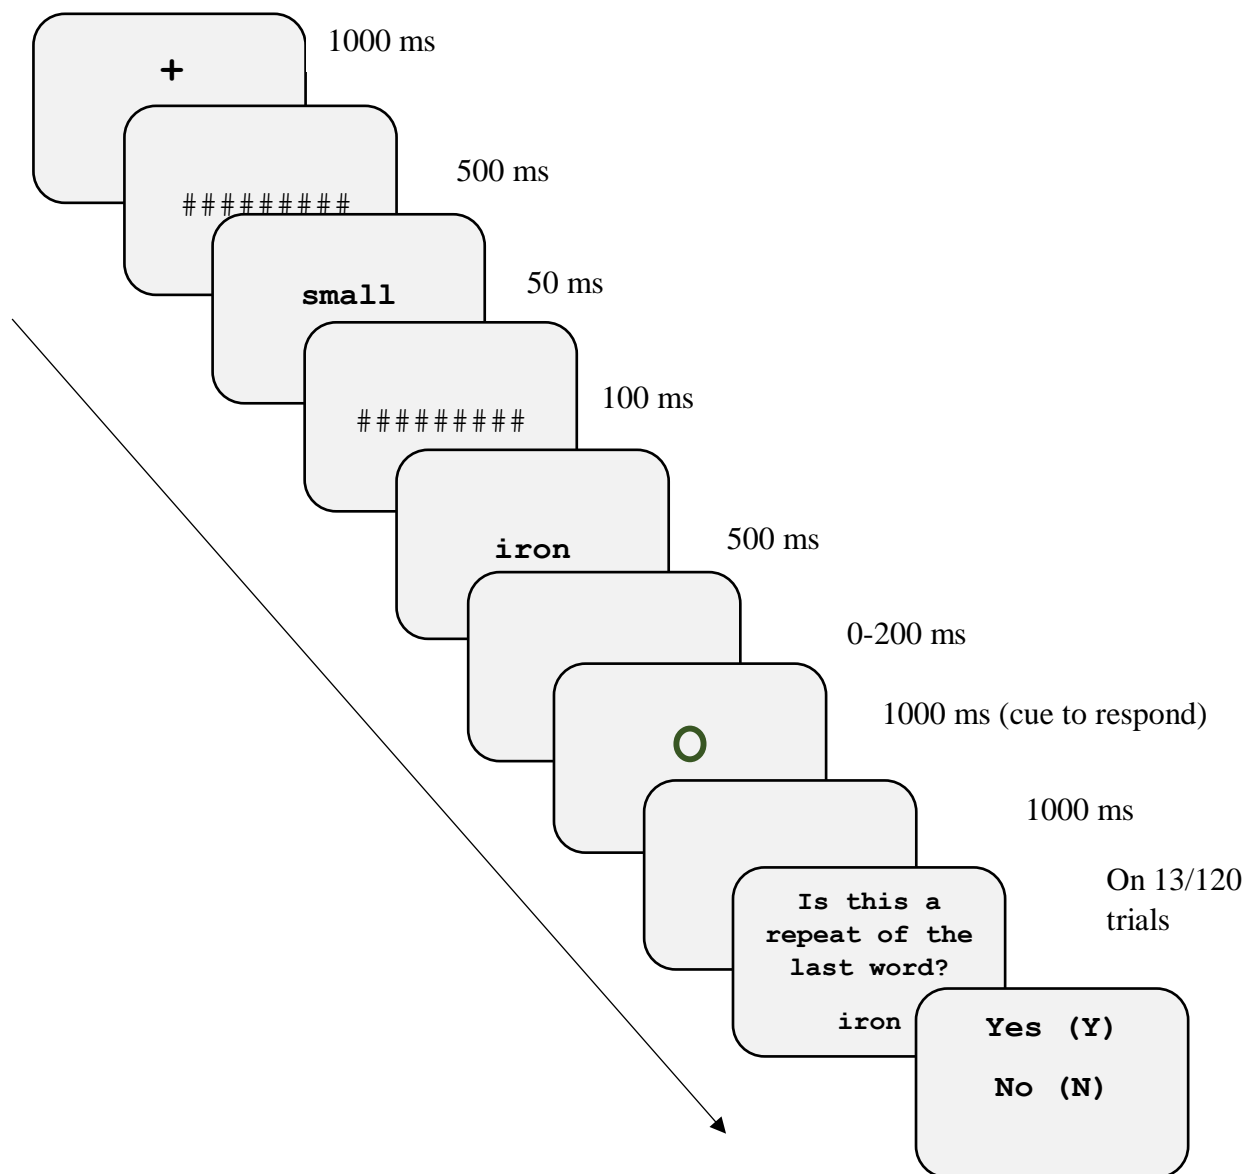 1000 ms
+
500 ms
#########
small
50 ms
100 ms
#########
iron
500 ms
0-200 ms
1000 ms (cue to respond)
O
1000 ms
On 13/120
trials
Is this a
repeat of the
last word?
iron
Yes (Y)
No (N)